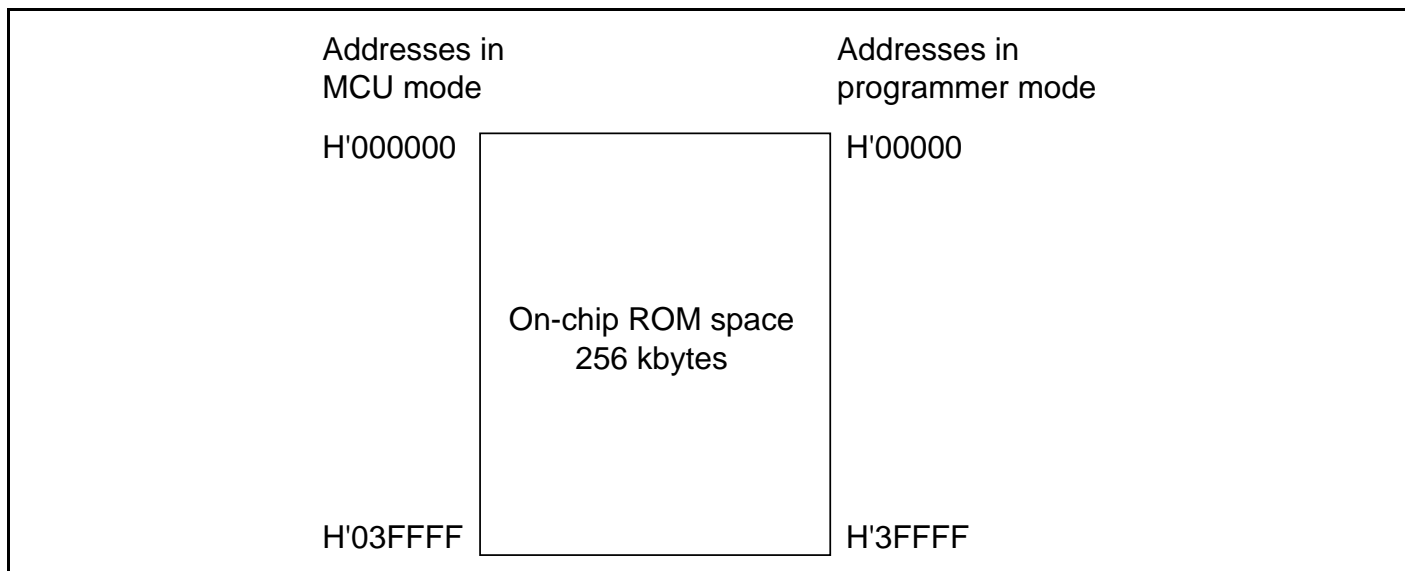 Addresses in
MCU mode
Addresses in
programmer mode
H'000000
H'00000
On-chip ROM space
256 kbytes
H'03FFFF
H'3FFFF